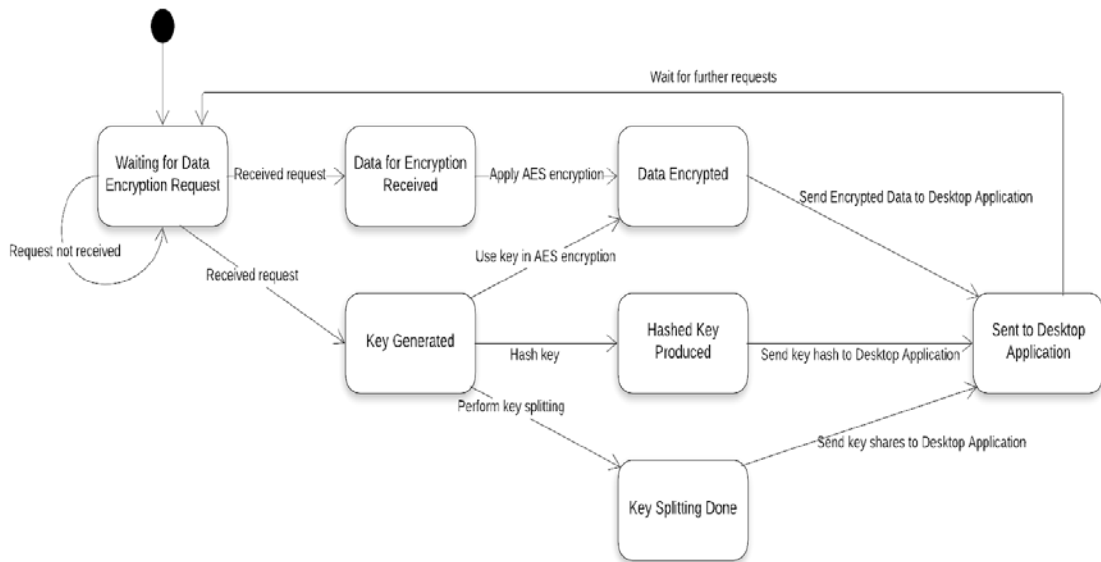 Wait for further requests
Waiting for Data
Encryption Request
Received request
Data for Encryption
Received
Apply AES encryption
Data Encrypted
Send Encrypted Data to Desktop Application
Request not received
Received request
Use key in AES encryption
Key Generated
Hash key
Hashed Key
Produced
Send key hash to Desktop Application
Sent to Desktop
Application
Perform key splitting
Send key shares to Desktop Application
Key Splitting Done